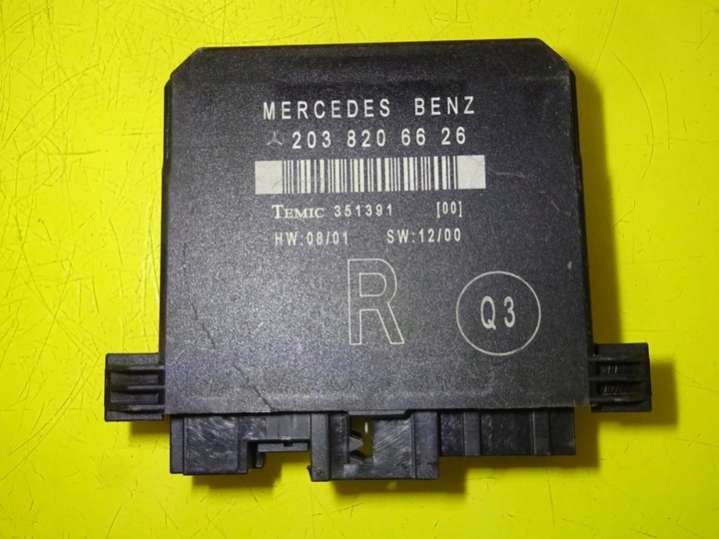 MERCEDES BENZ
203 820 66 26
TEMIC 351391 [00]
HW:08/01 SW:12/00
R
Q3